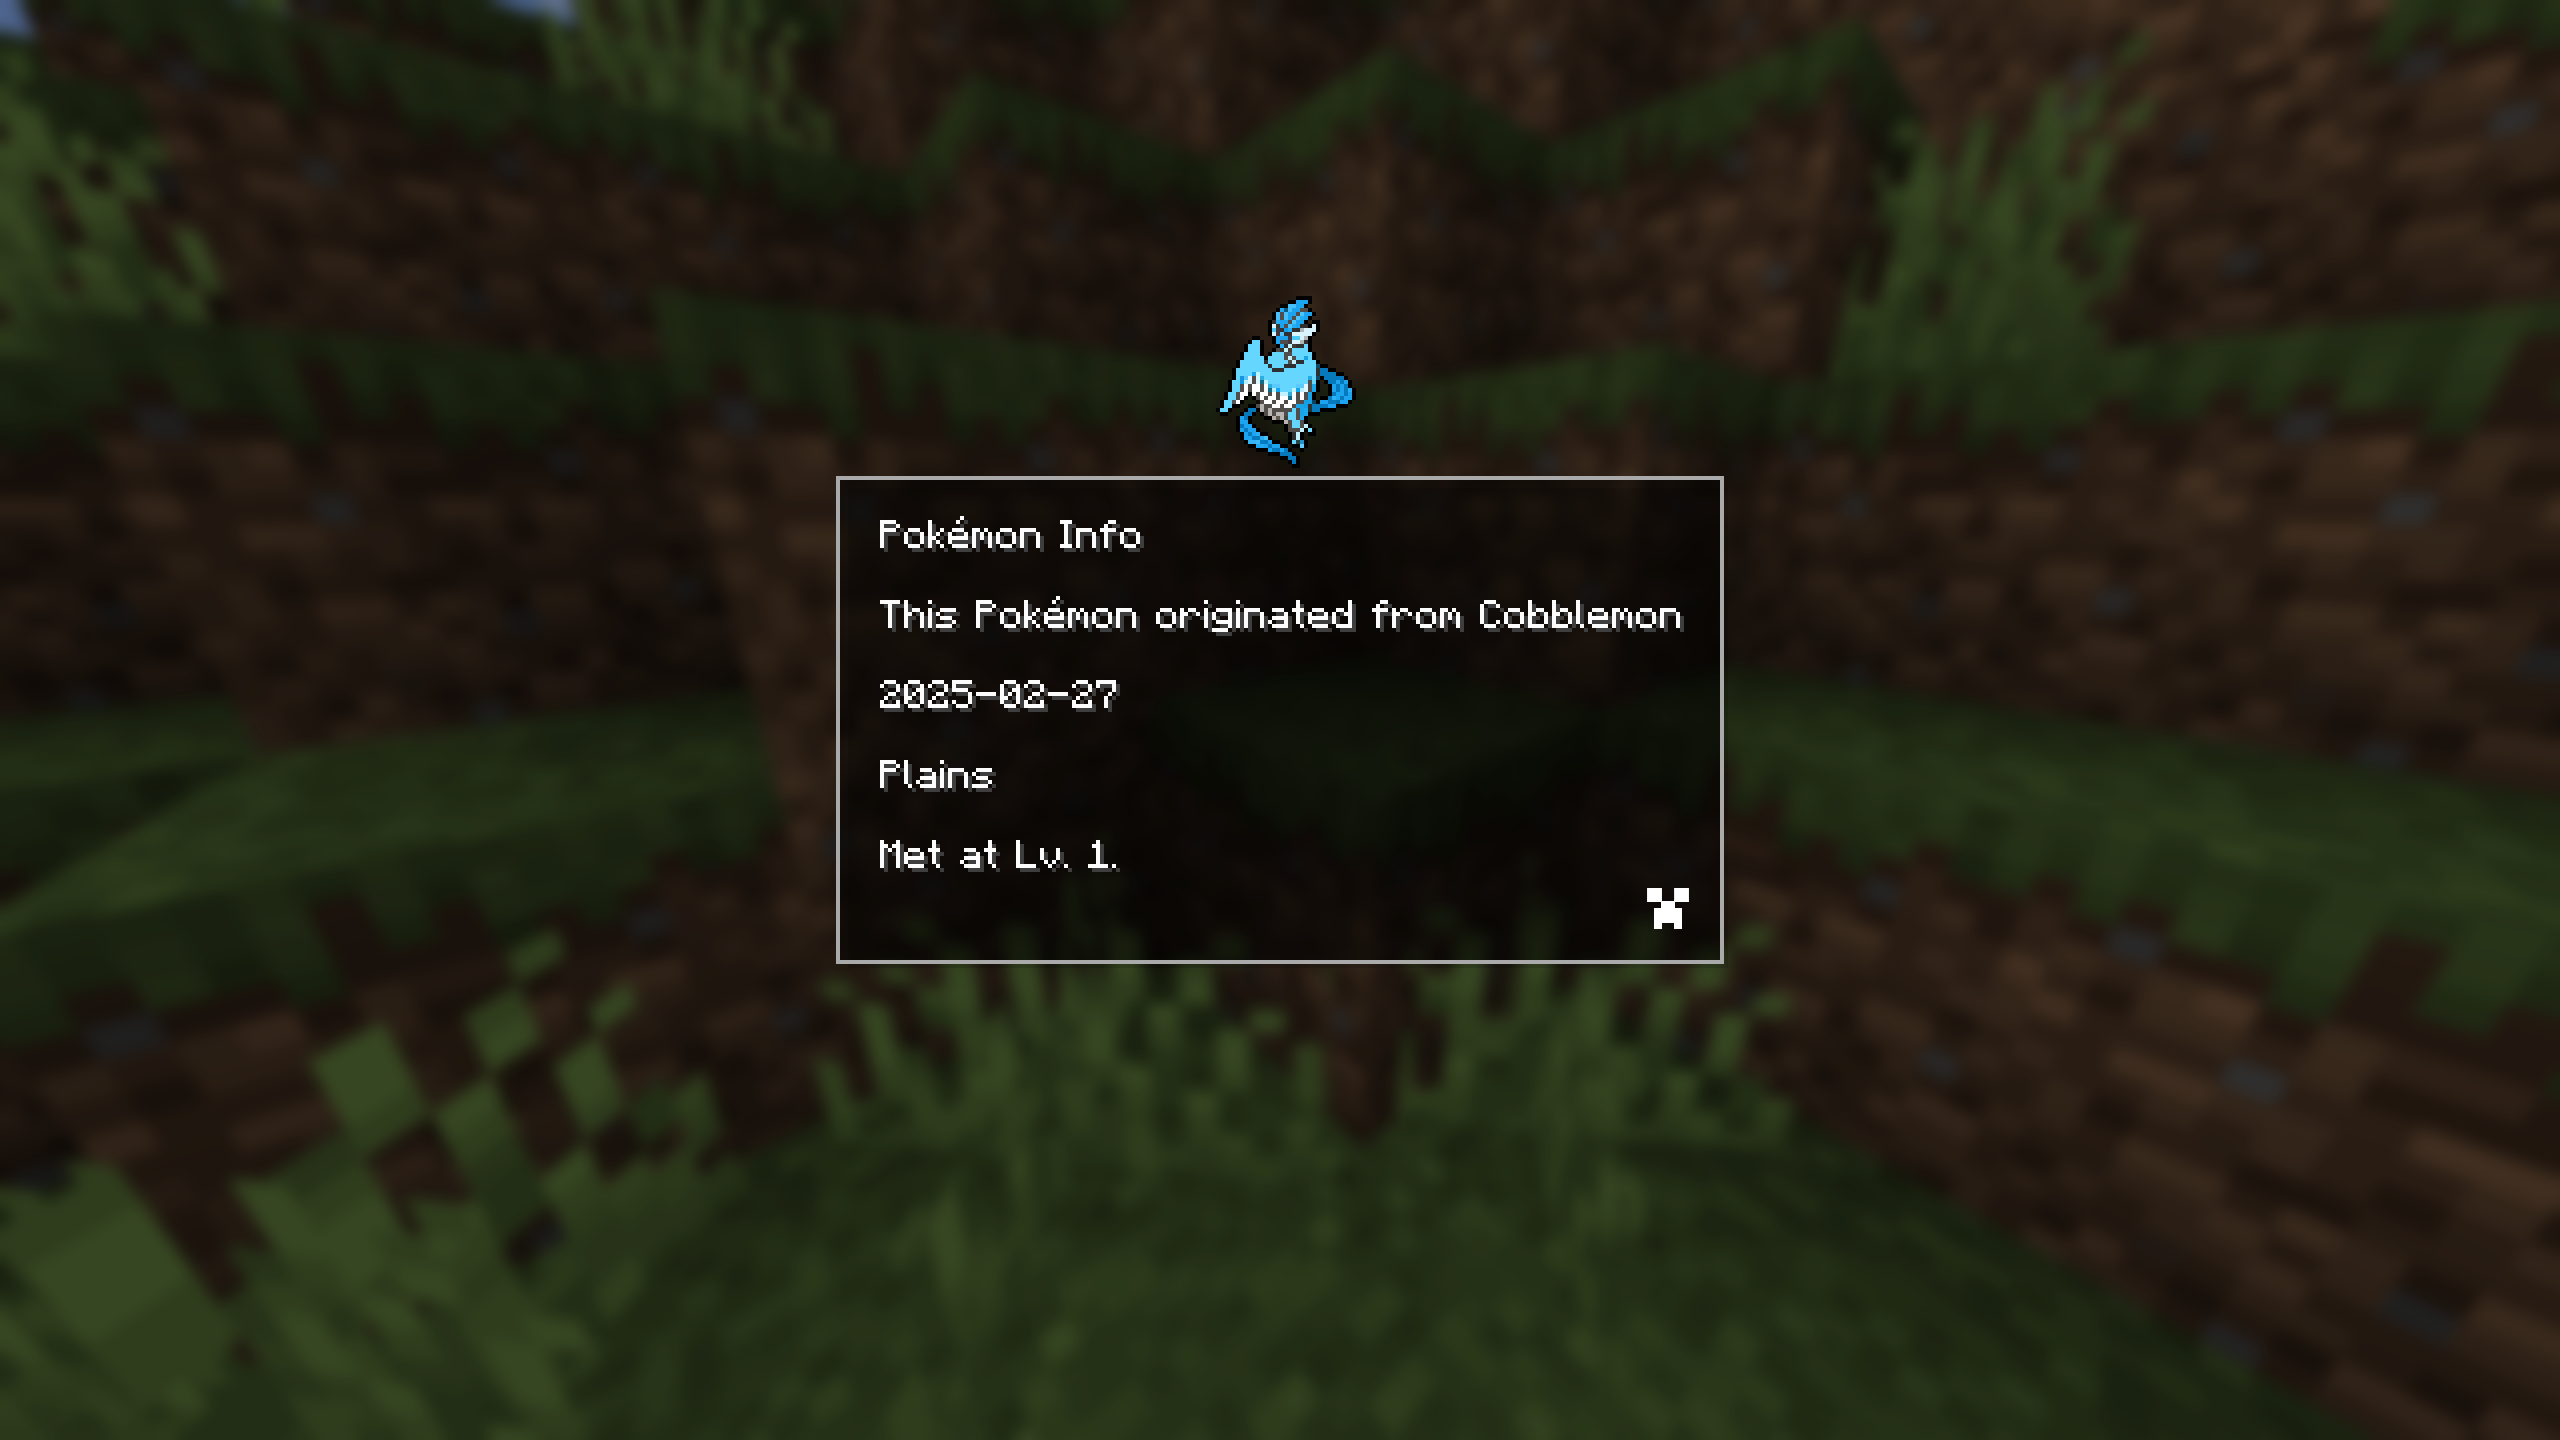 Pokémon Info
This Pokémon originated from Cobblemon
2025-02-27
Plains
Met at Lv. 1.